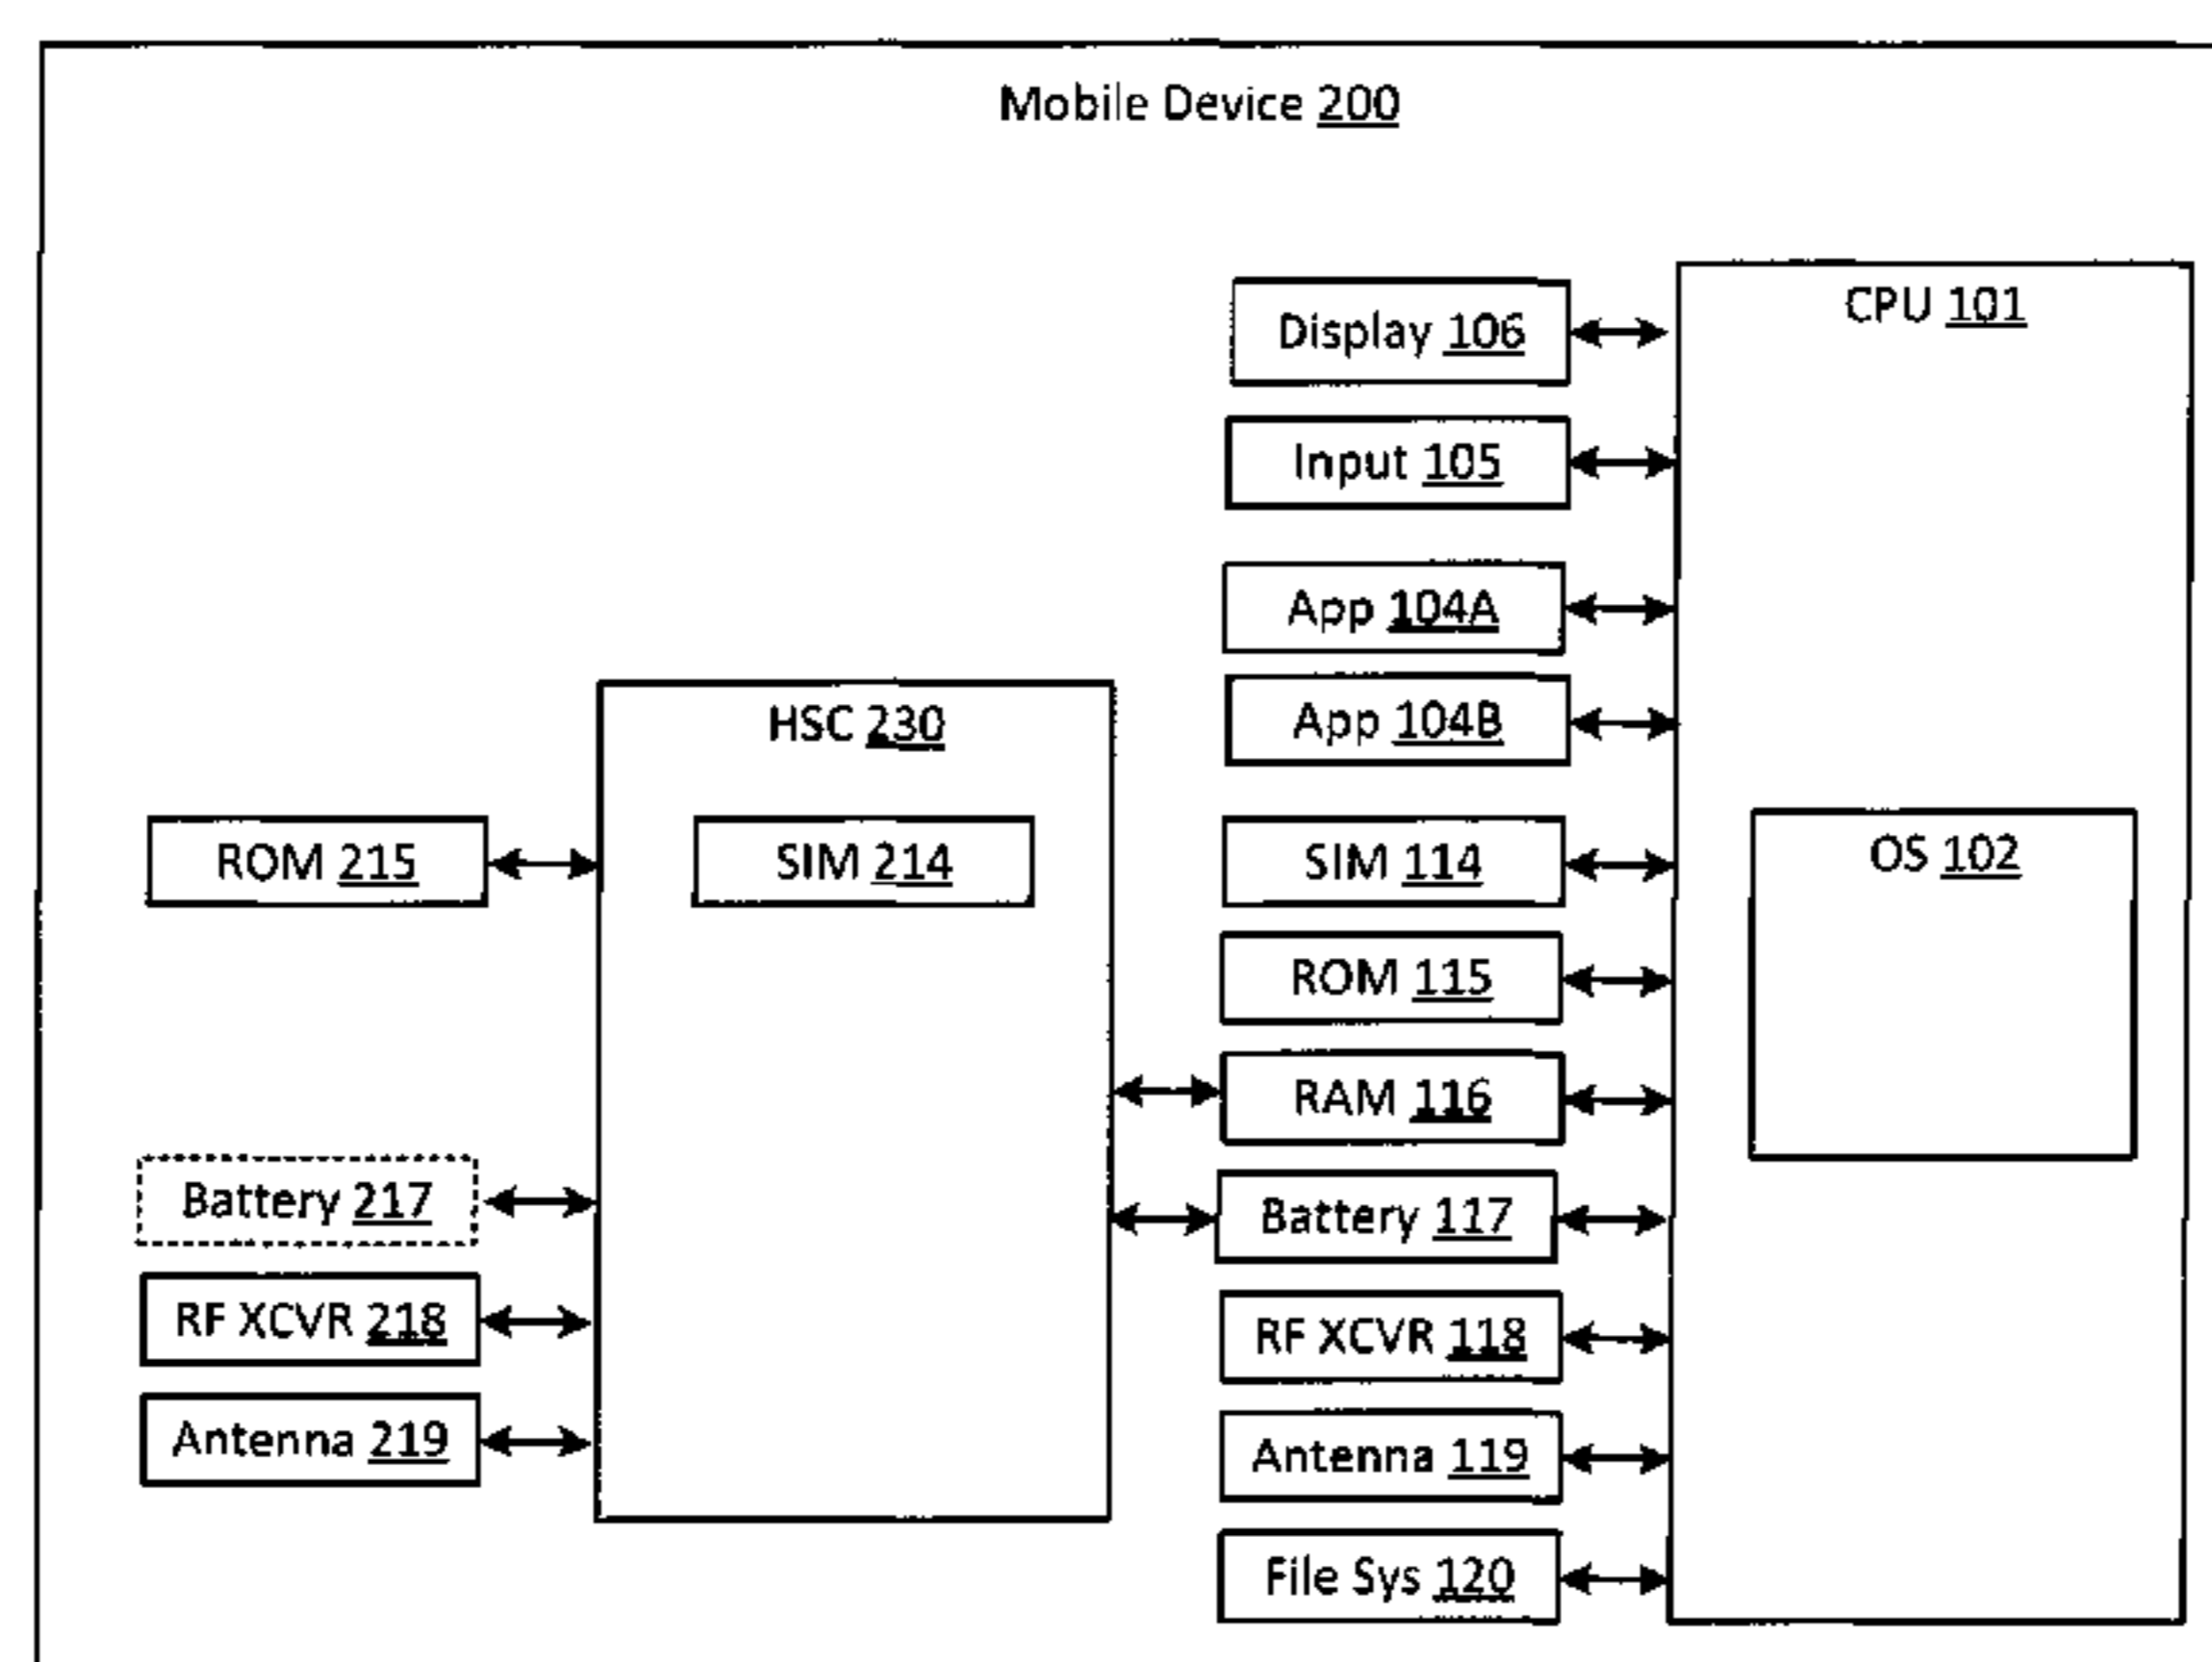 Mobile Device 200
CPU 101
Display 106
Input 105
App 104A
App 104B
HSC 230
ROM 215
SIM 214
SIM 114
OS 102
ROM 115
RAM 116
Battery 217
Battery 117
RF XCVR 218
RF XCVR 118
Antenna 219
Antenna 119
File Sys 120